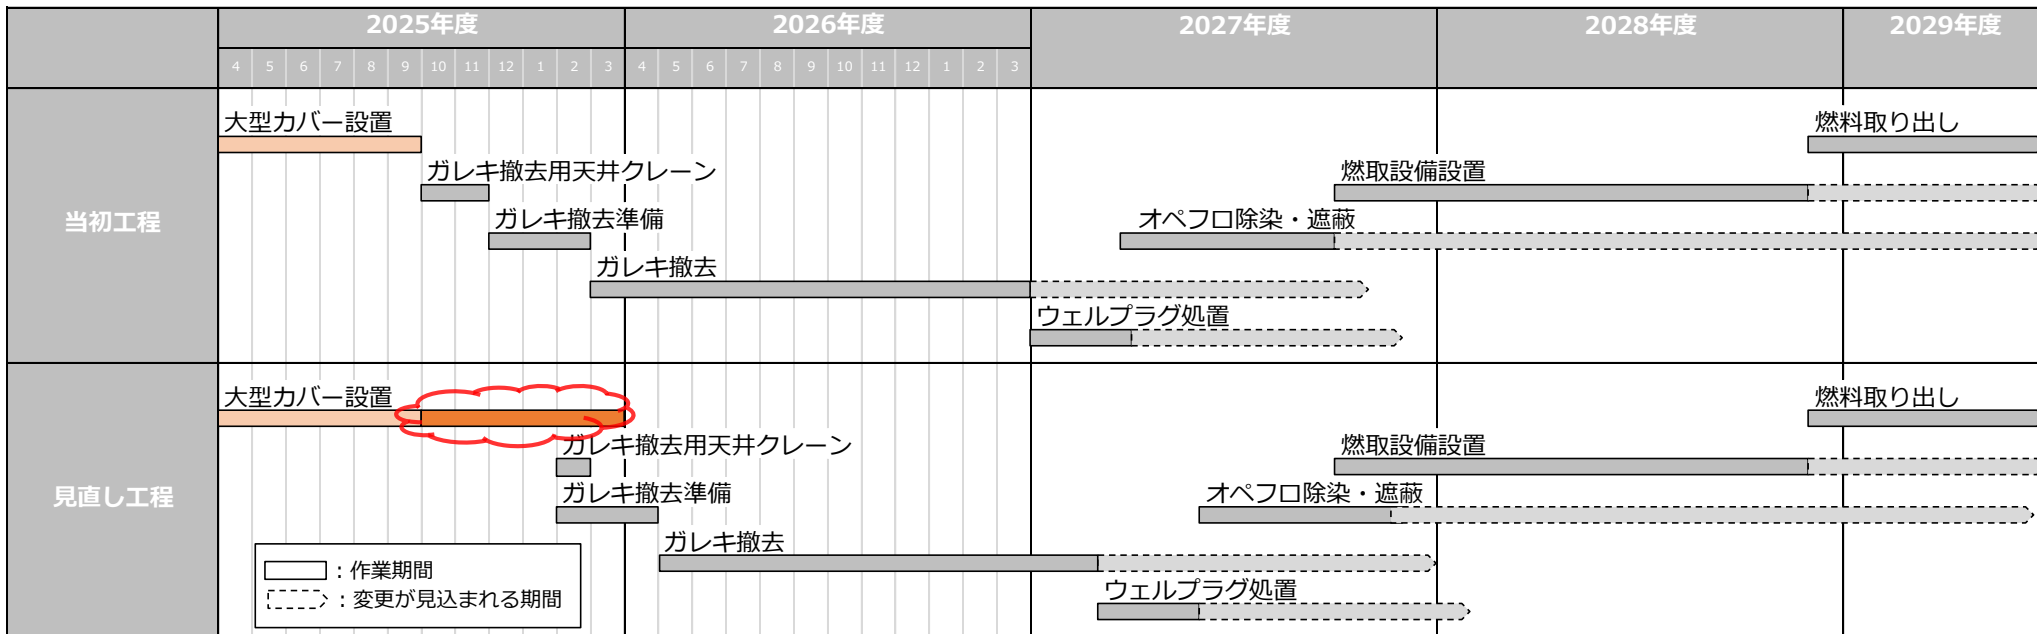 2025年度 2026年度 2027年度 2028年度 2029年度
4 5 6 7 8 9 10 11 12 1 2 3 4 5 6 7 8 9 10 11 12 1 2 3
当初工程
大型カバー設置
燃料取り出し
ガレキ撤去用天井クレーン
燃取設備設置
ガレキ撤去準備
オペフロ除染・遮蔽
ガレキ撤去
ウェルプラグ処置
見直し工程
大型カバー設置
燃料取り出し
ガレキ撤去用天井クレーン
燃取設備設置
ガレキ撤去準備
オペフロ除染・遮蔽
ガレキ撤去
ウェルプラグ処置
：作業期間
：変更が見込まれる期間